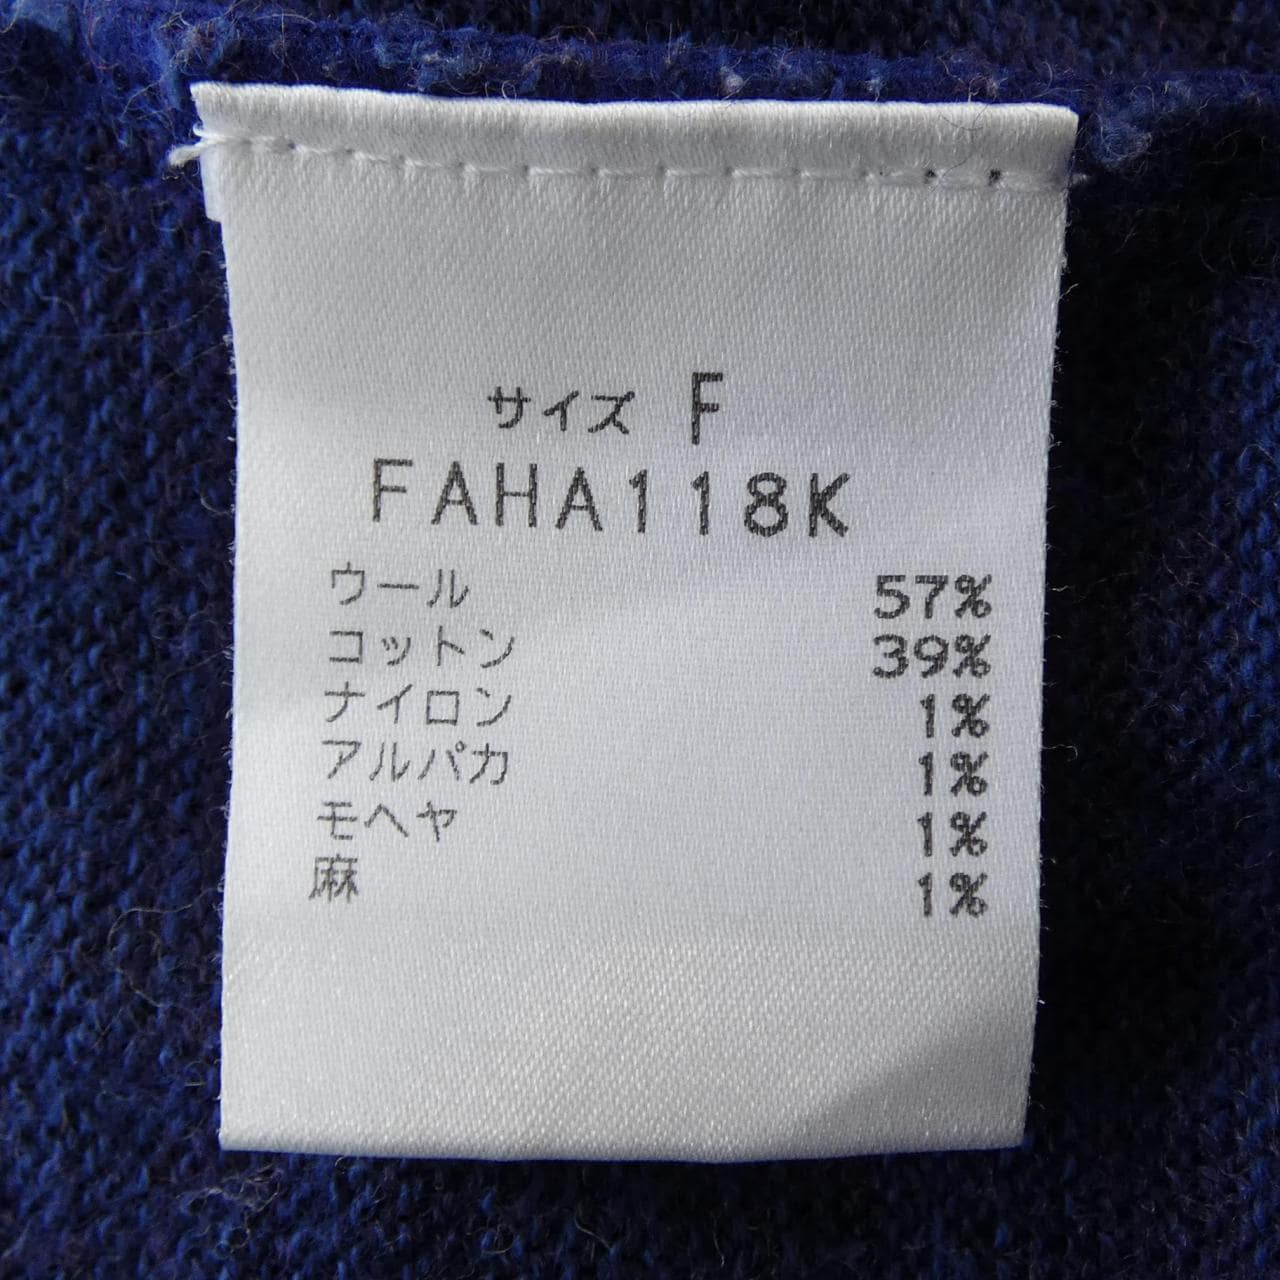 サイズ F
FAHA118K
ウール 57%
コットン 39%
ナイロン 1%
アルパカ 1%
モヘヤ 1%
麻 1%